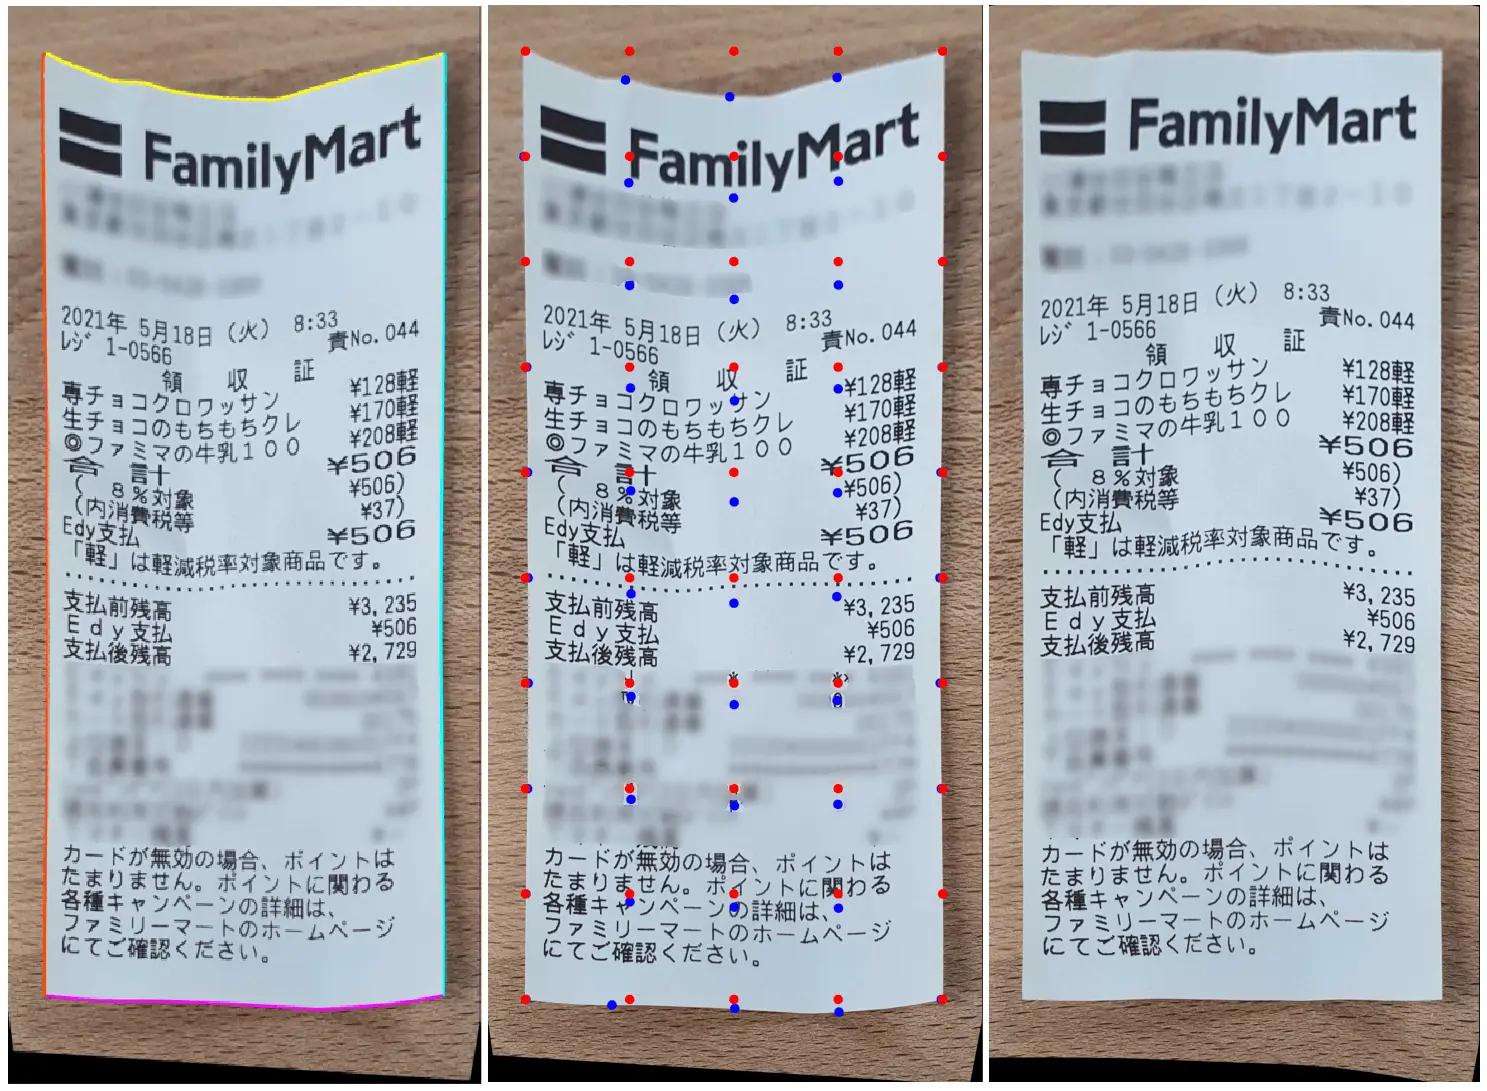 FamilyMart
2021年 5月18日（火） 8:33
ﾚｼﾞ 1-0566 責No.044
領 収 証
専チョコクロワッサン ¥128軽
生チョコのもちもちクレ ¥170軽
◎ファミマの牛乳１００ ¥208軽
合 計 ¥506
（ 8％対象 ¥506)
（内消費税等 ¥37)
Edy支払 ¥506
「軽」は軽減税率対象商品です。
支払前残高 ¥3,235
Ｅｄｙ支払 ¥506
支払後残高 ¥2,729
カードが無効の場合、ポイントは
たまりません。ポイントに関わる
各種キャンペーンの詳細は、
ファミリーマートのホームページ
にてご確認ください。
FamilyMart
2021年 5月18日（火） 8:33
ﾚｼﾞ 1-0566 責No.044
領 収 証
専チョコクロワッサン ¥128軽
生チョコのもちもちクレ ¥170軽
◎ファミマの牛乳１００ ¥208軽
合 計 ¥506
（ 8％対象 ¥506)
（内消費税等 ¥37)
Edy支払 ¥506
「軽」は軽減税率対象商品です。
支払前残高 ¥3,235
Ｅｄｙ支払 ¥506
支払後残高 ¥2,729
カードが無効の場合、ポイントは
たまりません。ポイントに関わる
各種キャンペーンの詳細は、
ファミリーマートのホームページ
にてご確認ください。
FamilyMart
2021年 5月18日（火） 8:33
ﾚｼﾞ 1-0566 責No.044
領 収 証
専チョコクロワッサン ¥128軽
生チョコのもちもちクレ ¥170軽
◎ファミマの牛乳１００ ¥208軽
合 計 ¥506
（ 8％対象 ¥506)
（内消費税等 ¥37)
Edy支払 ¥506
「軽」は軽減税率対象商品です。
支払前残高 ¥3,235
Ｅｄｙ支払 ¥506
支払後残高 ¥2,729
カードが無効の場合、ポイントは
たまりません。ポイントに関わる
各種キャンペーンの詳細は、
ファミリーマートのホームページ
にてご確認ください。